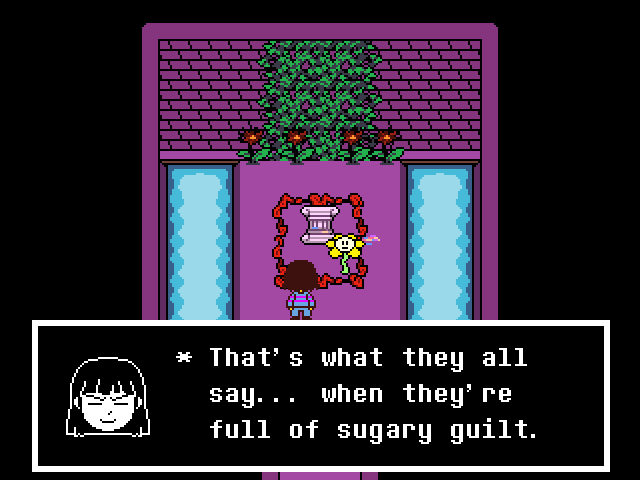 * That's what they all
say... when they're
full of sugary guilt.